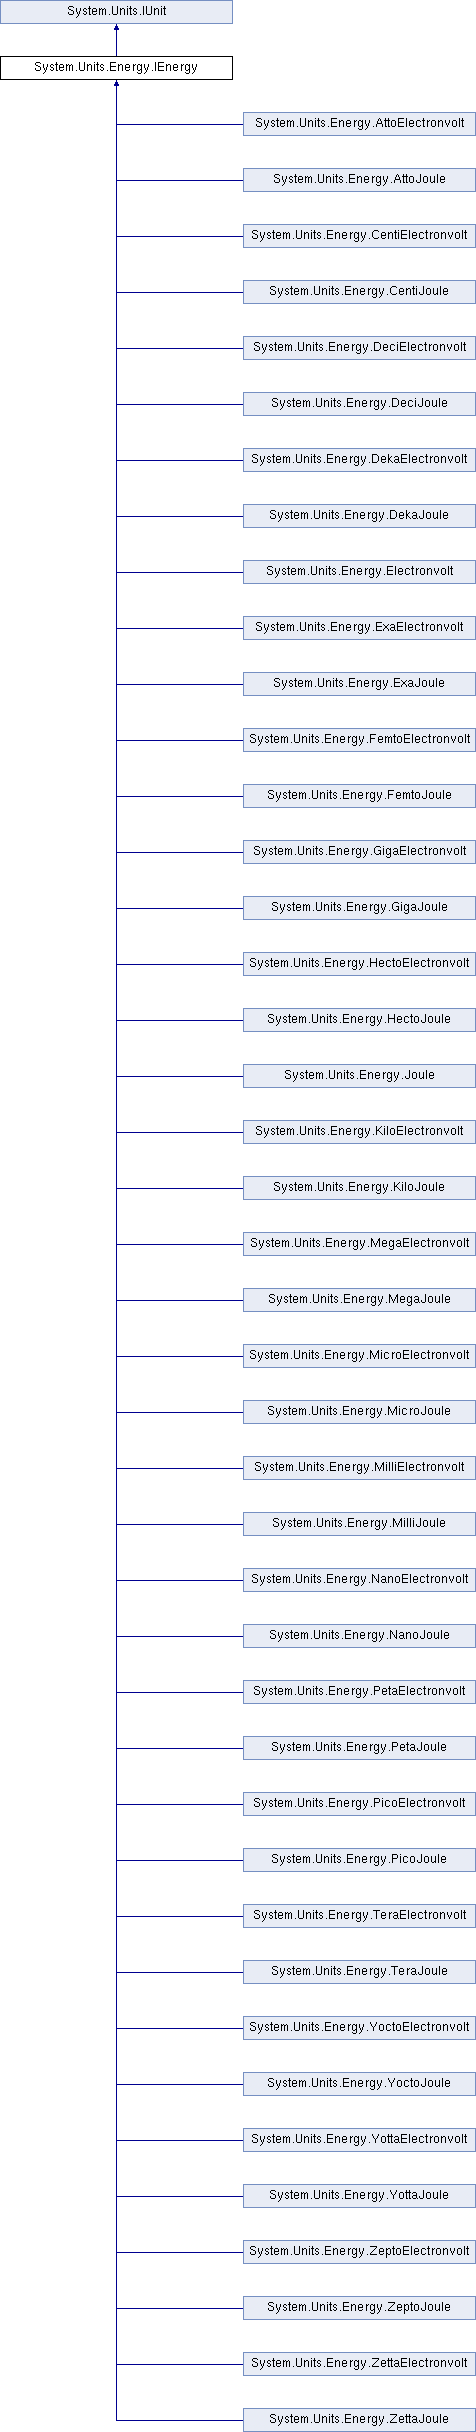 System.Units.IUnit
System.Units.Energy.IEnergy
System.Units.Energy.AttoElectronvolt
System.Units.Energy.AttoJoule
System.Units.Energy.CentiElectronvolt
System.Units.Energy.CentiJoule
System.Units.Energy.DeciElectronvolt
System.Units.Energy.DeciJoule
System.Units.Energy.DekaElectronvolt
System.Units.Energy.DekaJoule
System.Units.Energy.Electronvolt
System.Units.Energy.ExaElectronvolt
System.Units.Energy.ExaJoule
System.Units.Energy.FemtoElectronvolt
System.Units.Energy.FemtoJoule
System.Units.Energy.GigaElectronvolt
System.Units.Energy.GigaJoule
System.Units.Energy.HectoElectronvolt
System.Units.Energy.HectoJoule
System.Units.Energy.Joule
System.Units.Energy.KiloElectronvolt
System.Units.Energy.KiloJoule
System.Units.Energy.MegaElectronvolt
System.Units.Energy.MegaJoule
System.Units.Energy.MicroElectronvolt
System.Units.Energy.MicroJoule
System.Units.Energy.MilliElectronvolt
System.Units.Energy.MilliJoule
System.Units.Energy.NanoElectronvolt
System.Units.Energy.NanoJoule
System.Units.Energy.PetaElectronvolt
System.Units.Energy.PetaJoule
System.Units.Energy.PicoElectronvolt
System.Units.Energy.PicoJoule
System.Units.Energy.TeraElectronvolt
System.Units.Energy.TeraJoule
System.Units.Energy.YoctoElectronvolt
System.Units.Energy.YoctoJoule
System.Units.Energy.YottaElectronvolt
System.Units.Energy.YottaJoule
System.Units.Energy.ZeptoElectronvolt
System.Units.Energy.ZeptoJoule
System.Units.Energy.ZettaElectronvolt
System.Units.Energy.ZettaJoule